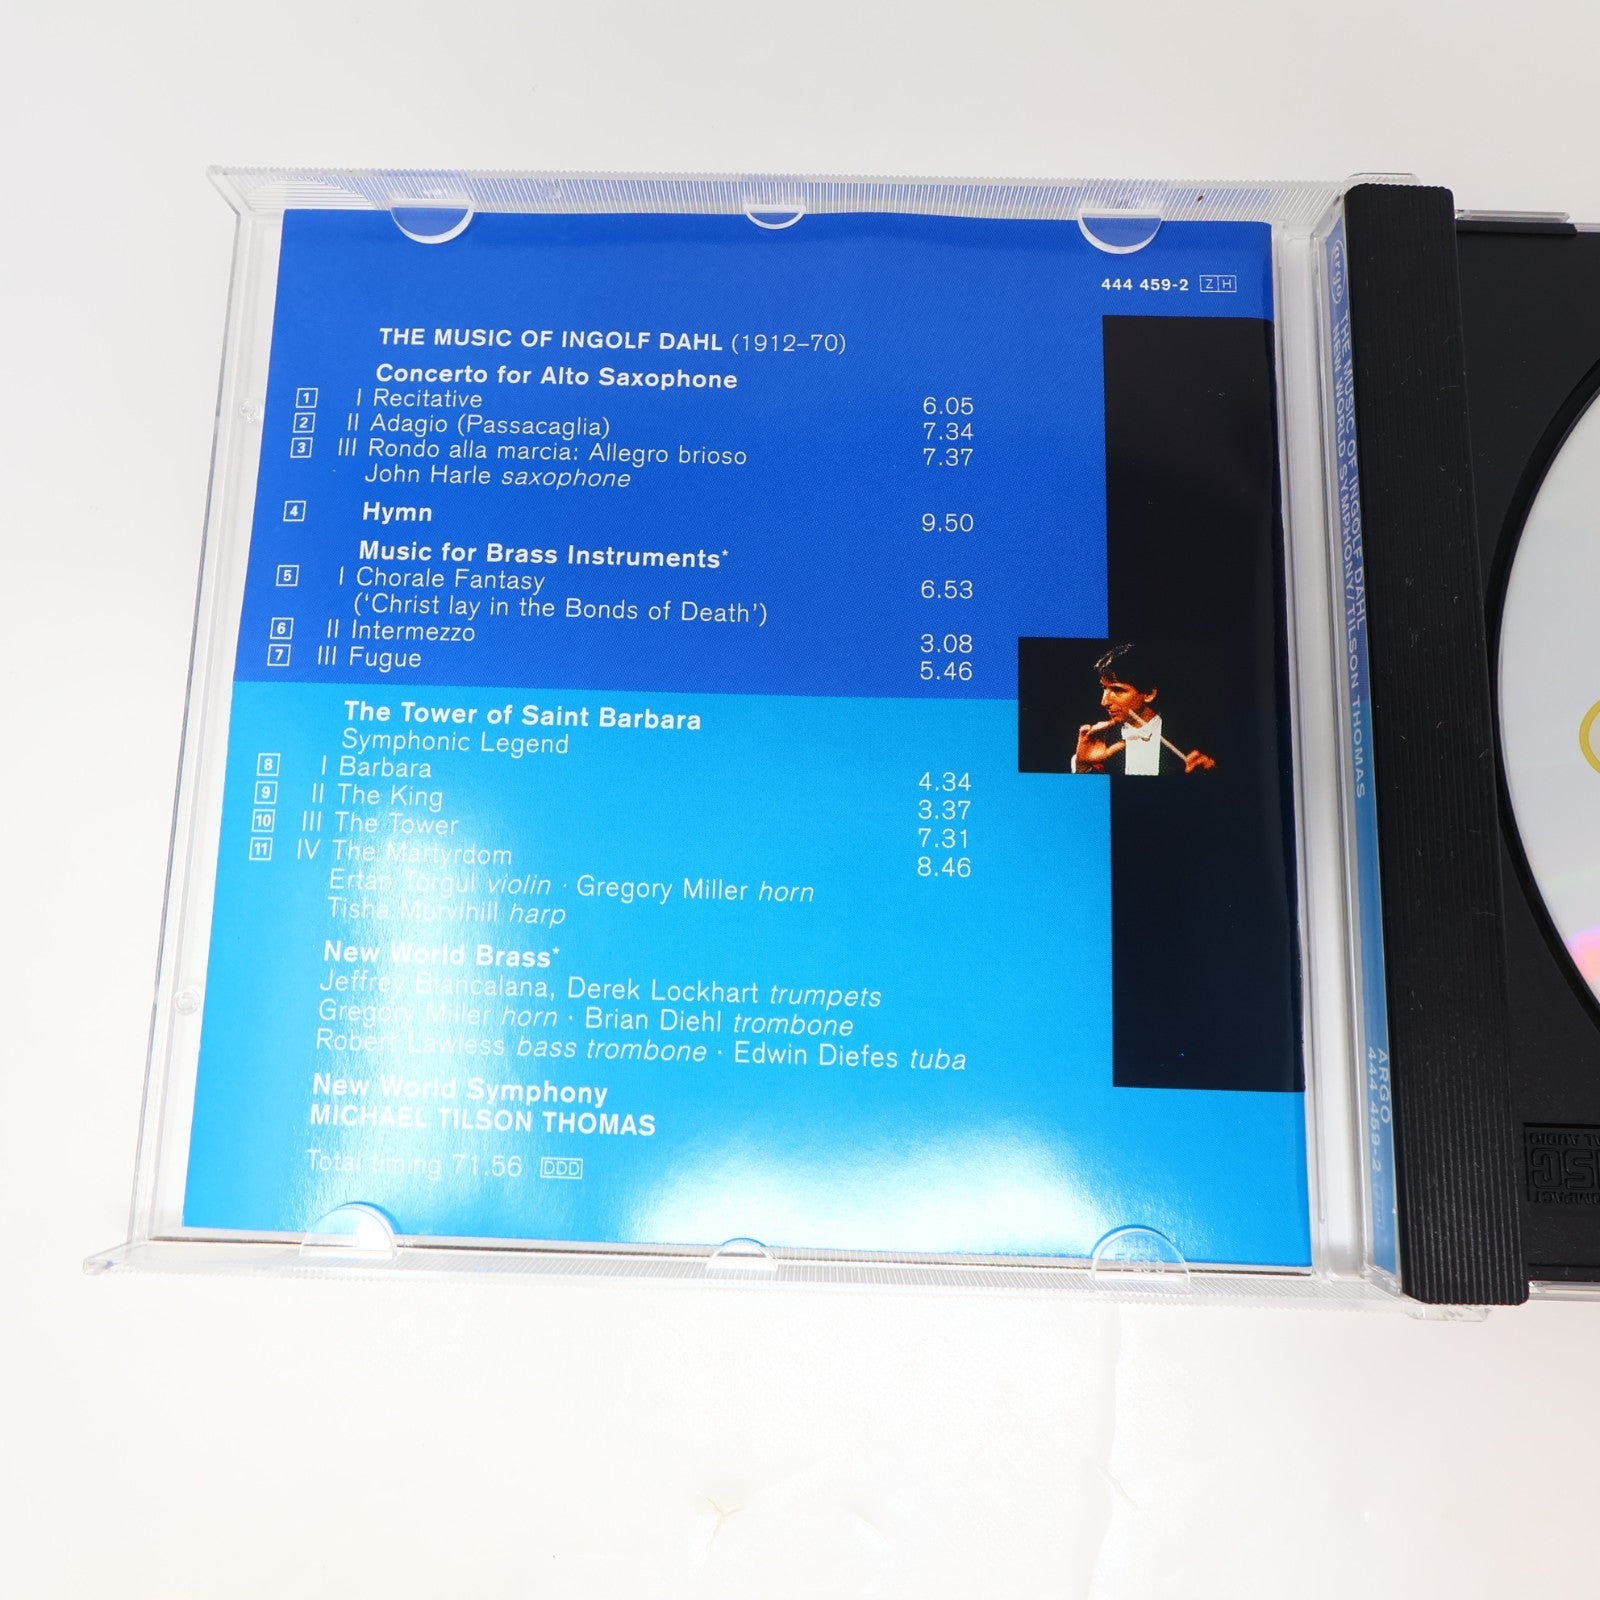 444 459-2 ZH
THE MUSIC OF INGOLF DAHL (1912–70)
Concerto for Alto Saxophone
1 I Recitative 6.05
2 II Adagio (Passacaglia) 7.34
3 III Rondo alla marcia: Allegro brioso 7.37
John Harle saxophone
4 Hymn 9.50
Music for Brass Instruments*
5 I Chorale Fantasy 6.53
('Christ lay in the Bonds of Death')
6 II Intermezzo 3.08
7 III Fugue 5.46
The Tower of Saint Barbara
Symphonic Legend
8 I Barbara 4.34
9 II The King 3.37
10 III The Tower 7.31
11 IV The Martyrdom 8.46
Ertan Torgul violin · Gregory Miller horn
Tisha Murvihill harp
New World Brass*
Jeffrey Biancalana, Derek Lockhart trumpets
Gregory Miller horn · Brian Diehl trombone
Robert Lawless bass trombone · Edwin Diefes tuba
New World Symphony
MICHAEL TILSON THOMAS
Total timing 71.56 DDD
argo THE MUSIC OF INGOLF DAHL
NEW WORLD SYMPHONY/TILSON THOMAS
ARGO
444 459-2